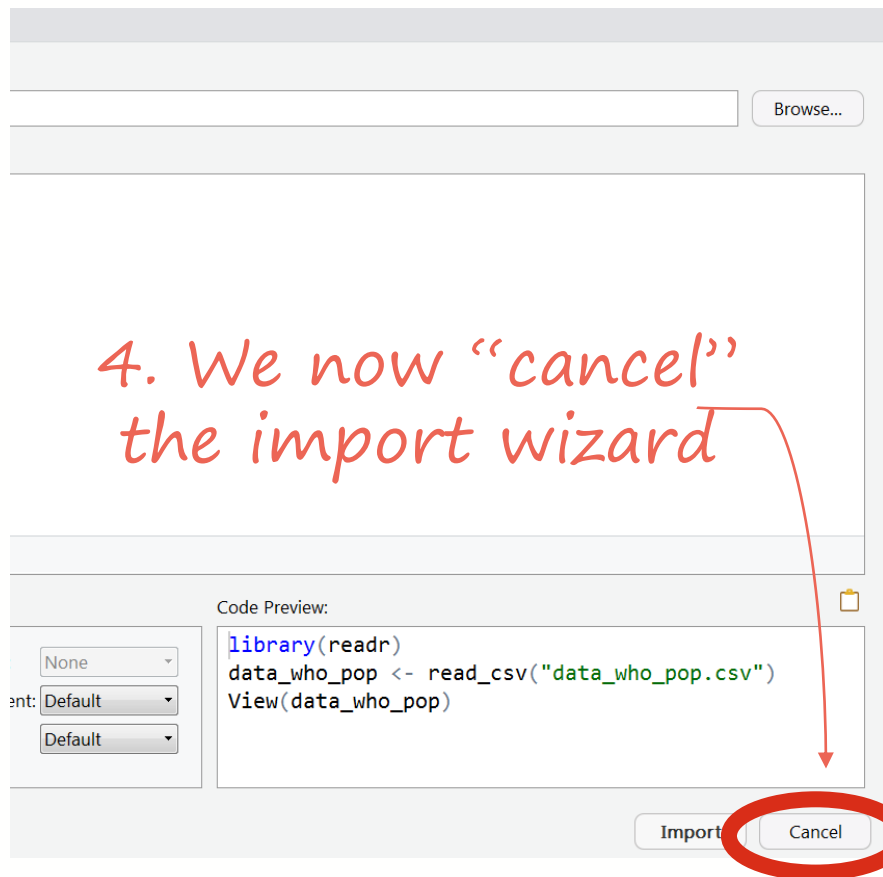 Browse...
4. We now “cancel”
the import wizard
Code Preview:
None
ent: Default
Default
library(readr)
data_who_pop <- read_csv("data_who_pop.csv")
View(data_who_pop)
Import
Cancel